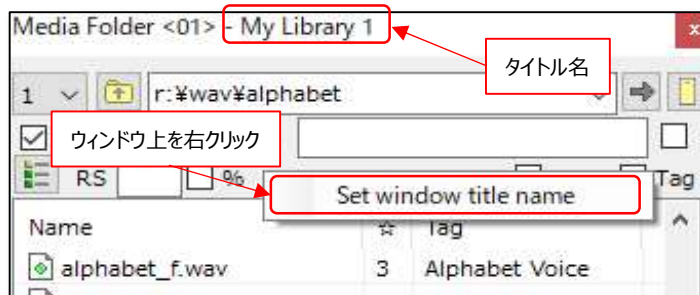 Media Folder <01> - My Library 1
x
タイトル名
1
r:¥wav¥alphabet
ウィンドウ上を右クリック
RS
%
Tag
Set window title name
Name
☆
Tag
alphabet_f.wav
3
Alphabet Voice